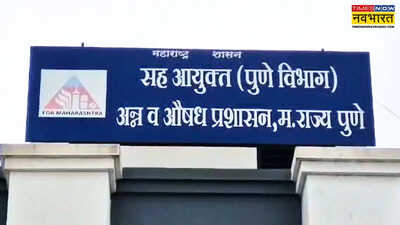 TIMES NOW
नवभारत
महाराष्ट्र शासन
सह आयुक्त (पुणे विभाग)
अन्न व औषध प्रशासन,म.राज्य पुणे
FDA MAHARASHTRA